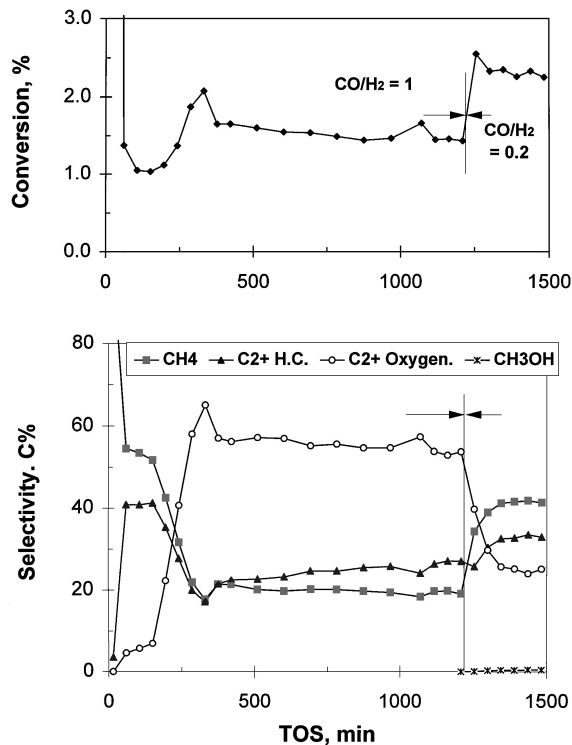 3.0
2.0
1.0
0.0
Conversion, %
CO/H2 = 1
CO/H2
= 0.2
0 500 1000 1500
80
60
40
20
0
Selectivity. C%
CH4 C2+ H.C. C2+ Oxygen. CH3OH
0 500 1000 1500
TOS, min